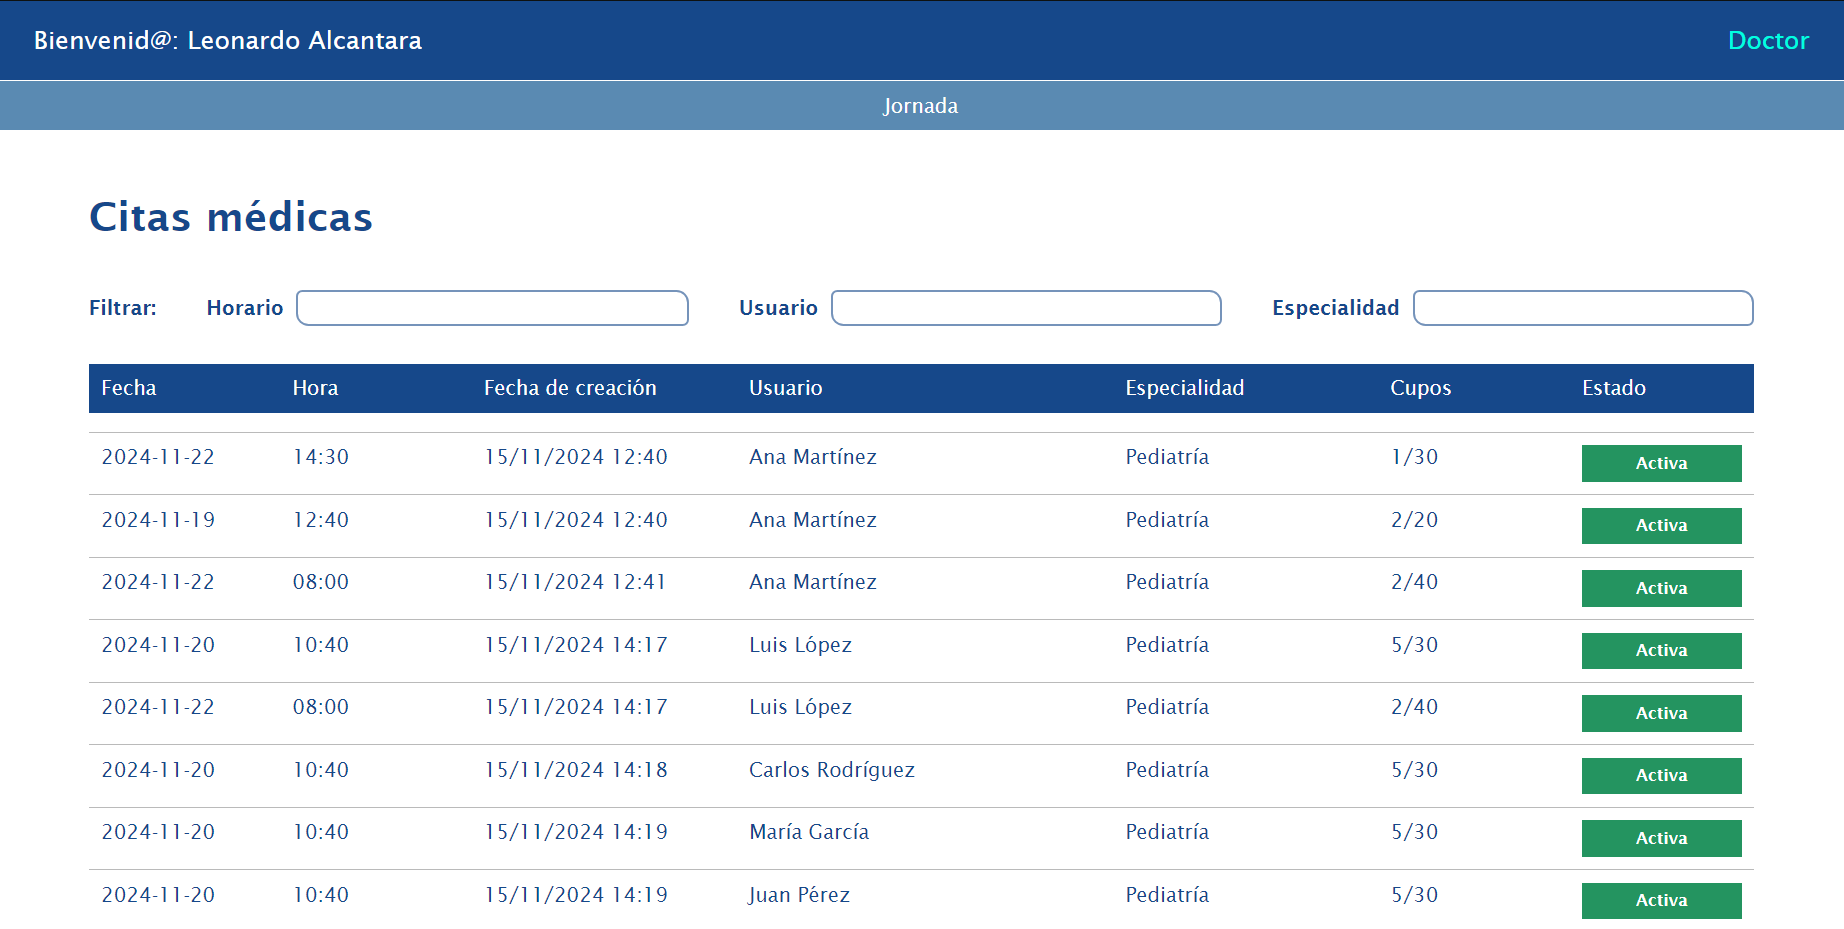 Bienvenid@: Leonardo Alcantara Doctor
Jornada
Citas médicas
Filtrar: Horario Usuario Especialidad
Fecha Hora Fecha de creación Usuario Especialidad Cupos Estado
2024-11-22 14:30 15/11/2024 12:40 Ana Martínez Pediatría 1/30 Activa
2024-11-19 12:40 15/11/2024 12:40 Ana Martínez Pediatría 2/20 Activa
2024-11-22 08:00 15/11/2024 12:41 Ana Martínez Pediatría 2/40 Activa
2024-11-20 10:40 15/11/2024 14:17 Luis López Pediatría 5/30 Activa
2024-11-22 08:00 15/11/2024 14:17 Luis López Pediatría 2/40 Activa
2024-11-20 10:40 15/11/2024 14:18 Carlos Rodríguez Pediatría 5/30 Activa
2024-11-20 10:40 15/11/2024 14:19 María García Pediatría 5/30 Activa
2024-11-20 10:40 15/11/2024 14:19 Juan Pérez Pediatría 5/30 Activa